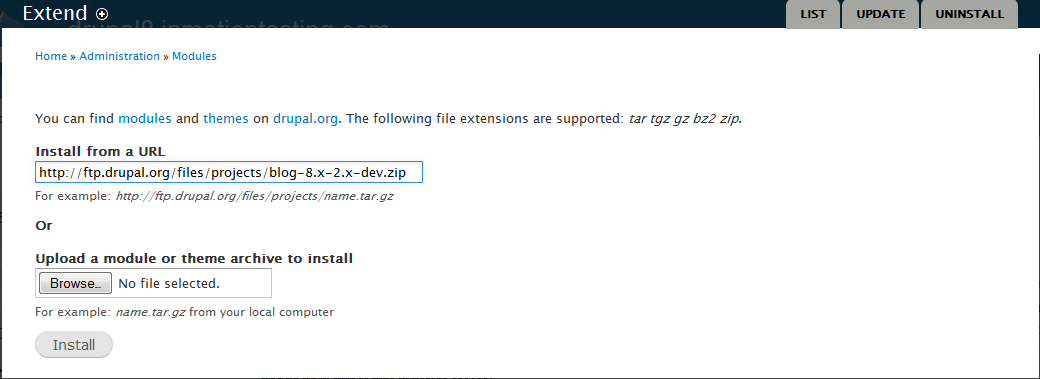 Extend
drupal8.inmotiontesting.com
LIST UPDATE UNINSTALL
Home » Administration » Modules
You can find modules and themes on drupal.org. The following file extensions are supported: tar tgz gz bz2 zip.
Install from a URL
http://ftp.drupal.org/files/projects/blog-8.x-2.x-dev.zip
For example: http://ftp.drupal.org/files/projects/name.tar.gz
Or
Upload a module or theme archive to install
Browse... No file selected.
For example: name.tar.gz from your local computer
Install